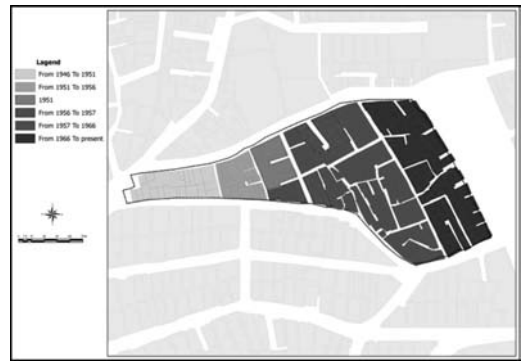 Legend
From 1946 To 1951
From 1951 To 1956
1951
From 1956 To 1957
From 1957 To 1966
From 1966 To present